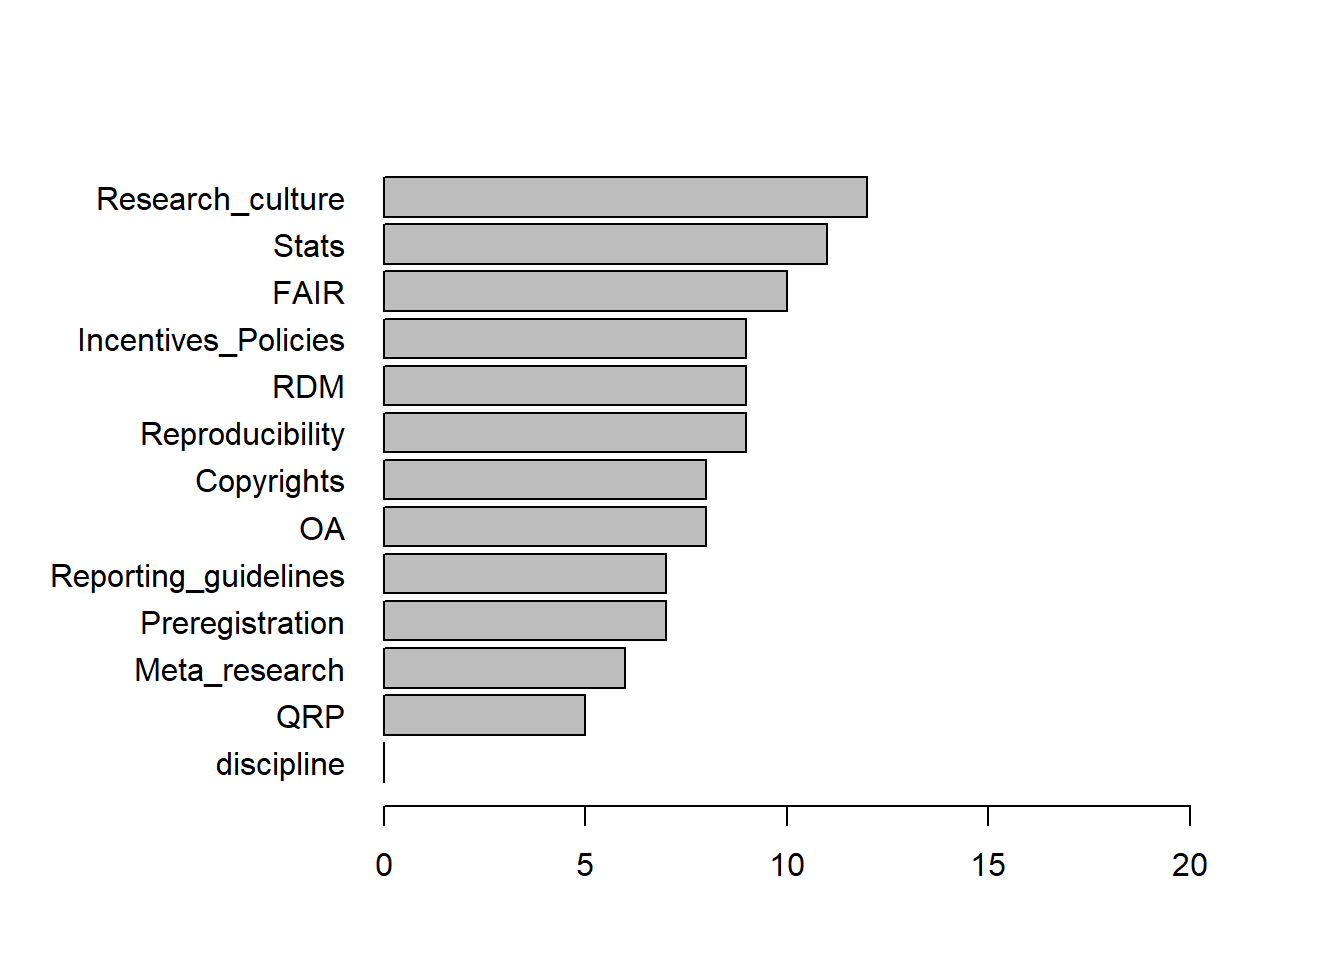 Research_culture
Stats
FAIR
Incentives_Policies
RDM
Reproducibility
Copyrights
OA
Reporting_guidelines
Preregistration
Meta_research
QRP
discipline
0 5 10 15 20